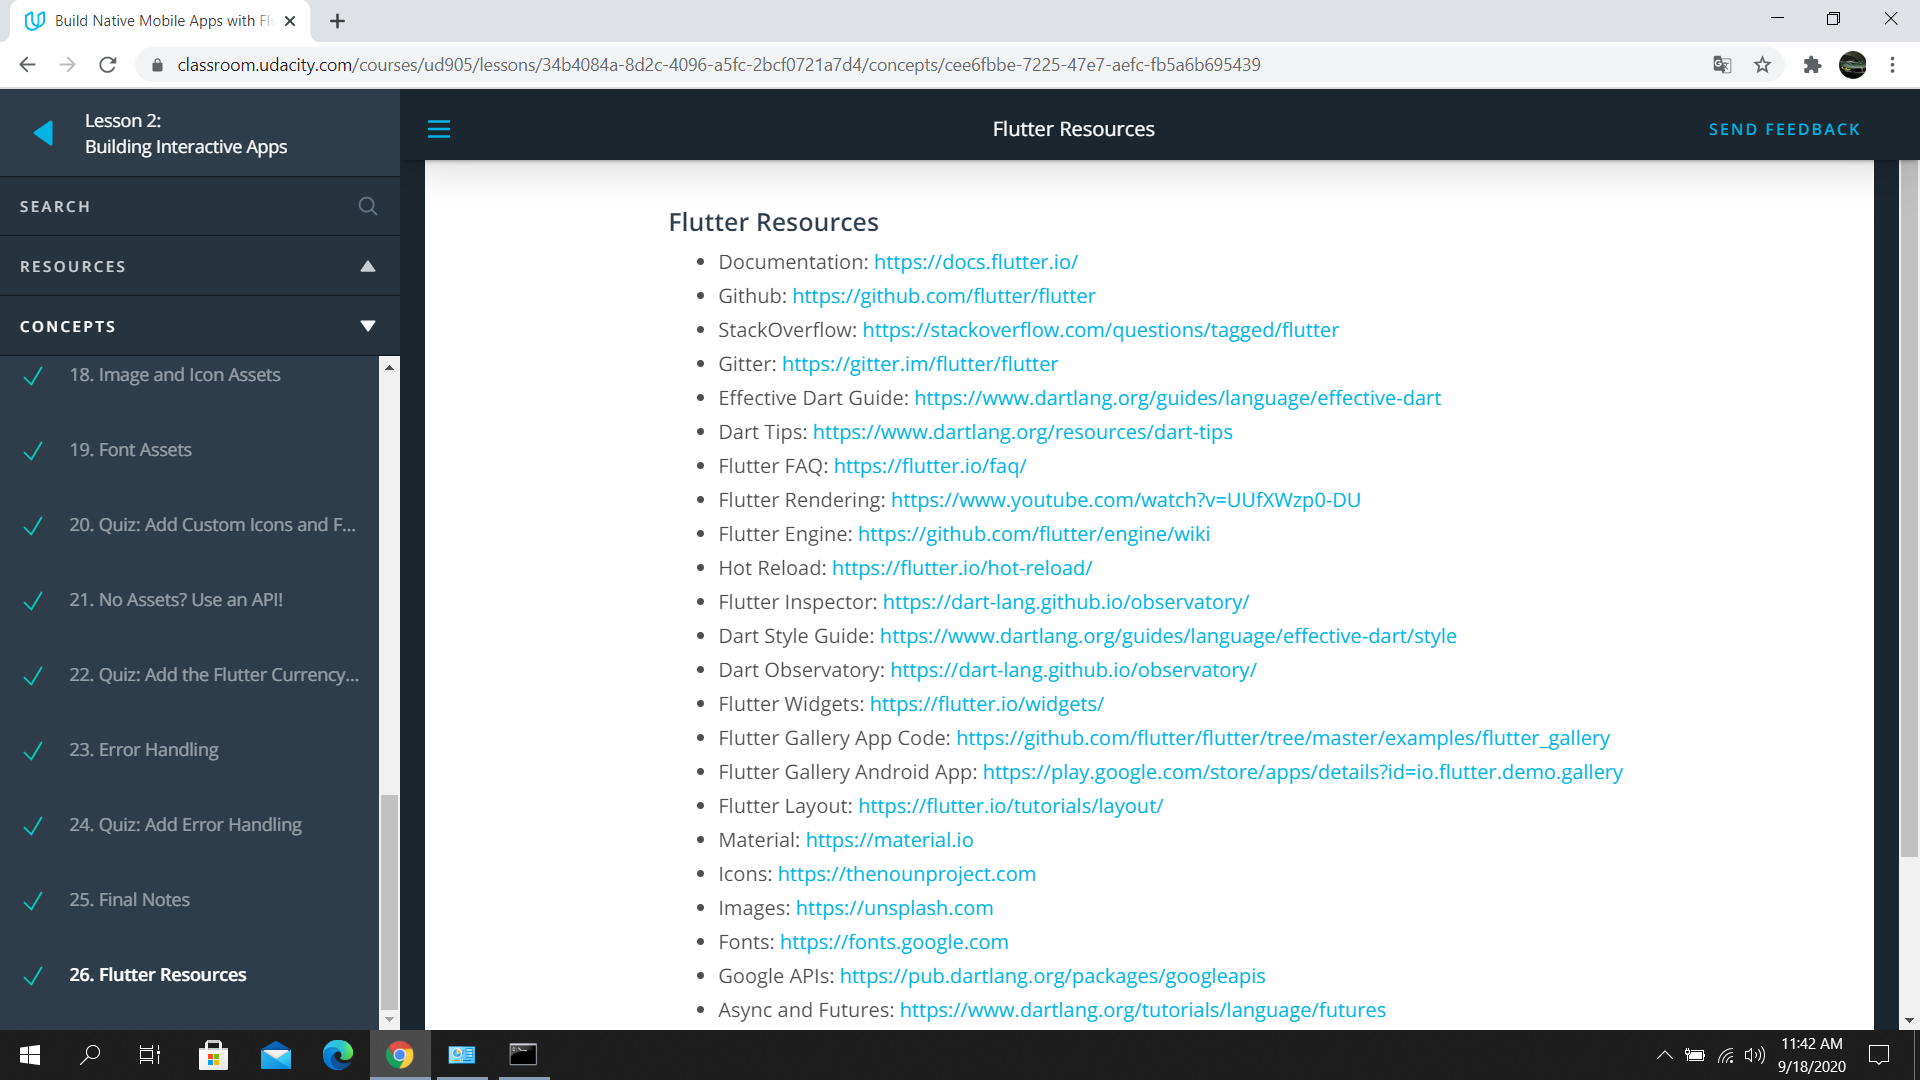 Build Native Mobile Apps with Fl
classroom.udacity.com/courses/ud905/lessons/34b4084a-8d2c-4096-a5fc-2bcf0721a7d4/concepts/cee6fbbe-7225-47e7-aefc-fb5a6b695439
Lesson 2:
Building Interactive Apps
SEARCH
RESOURCES
CONCEPTS
18. Image and Icon Assets
19. Font Assets
20. Quiz: Add Custom Icons and F...
21. No Assets? Use an API!
22. Quiz: Add the Flutter Currency...
23. Error Handling
24. Quiz: Add Error Handling
25. Final Notes
26. Flutter Resources
Flutter Resources
SEND FEEDBACK
Flutter Resources
Documentation: https://docs.flutter.io/
Github: https://github.com/flutter/flutter
StackOverflow: https://stackoverflow.com/questions/tagged/flutter
Gitter: https://gitter.im/flutter/flutter
Effective Dart Guide: https://www.dartlang.org/guides/language/effective-dart
Dart Tips: https://www.dartlang.org/resources/dart-tips
Flutter FAQ: https://flutter.io/faq/
Flutter Rendering: https://www.youtube.com/watch?v=UUfXWzp0-DU
Flutter Engine: https://github.com/flutter/engine/wiki
Hot Reload: https://flutter.io/hot-reload/
Flutter Inspector: https://dart-lang.github.io/observatory/
Dart Style Guide: https://www.dartlang.org/guides/language/effective-dart/style
Dart Observatory: https://dart-lang.github.io/observatory/
Flutter Widgets: https://flutter.io/widgets/
Flutter Gallery App Code: https://github.com/flutter/flutter/tree/master/examples/flutter_gallery
Flutter Gallery Android App: https://play.google.com/store/apps/details?id=io.flutter.demo.gallery
Flutter Layout: https://flutter.io/tutorials/layout/
Material: https://material.io
Icons: https://thenounproject.com
Images: https://unsplash.com
Fonts: https://fonts.google.com
Google APIs: https://pub.dartlang.org/packages/googleapis
Async and Futures: https://www.dartlang.org/tutorials/language/futures
11:42 AM
9/18/2020